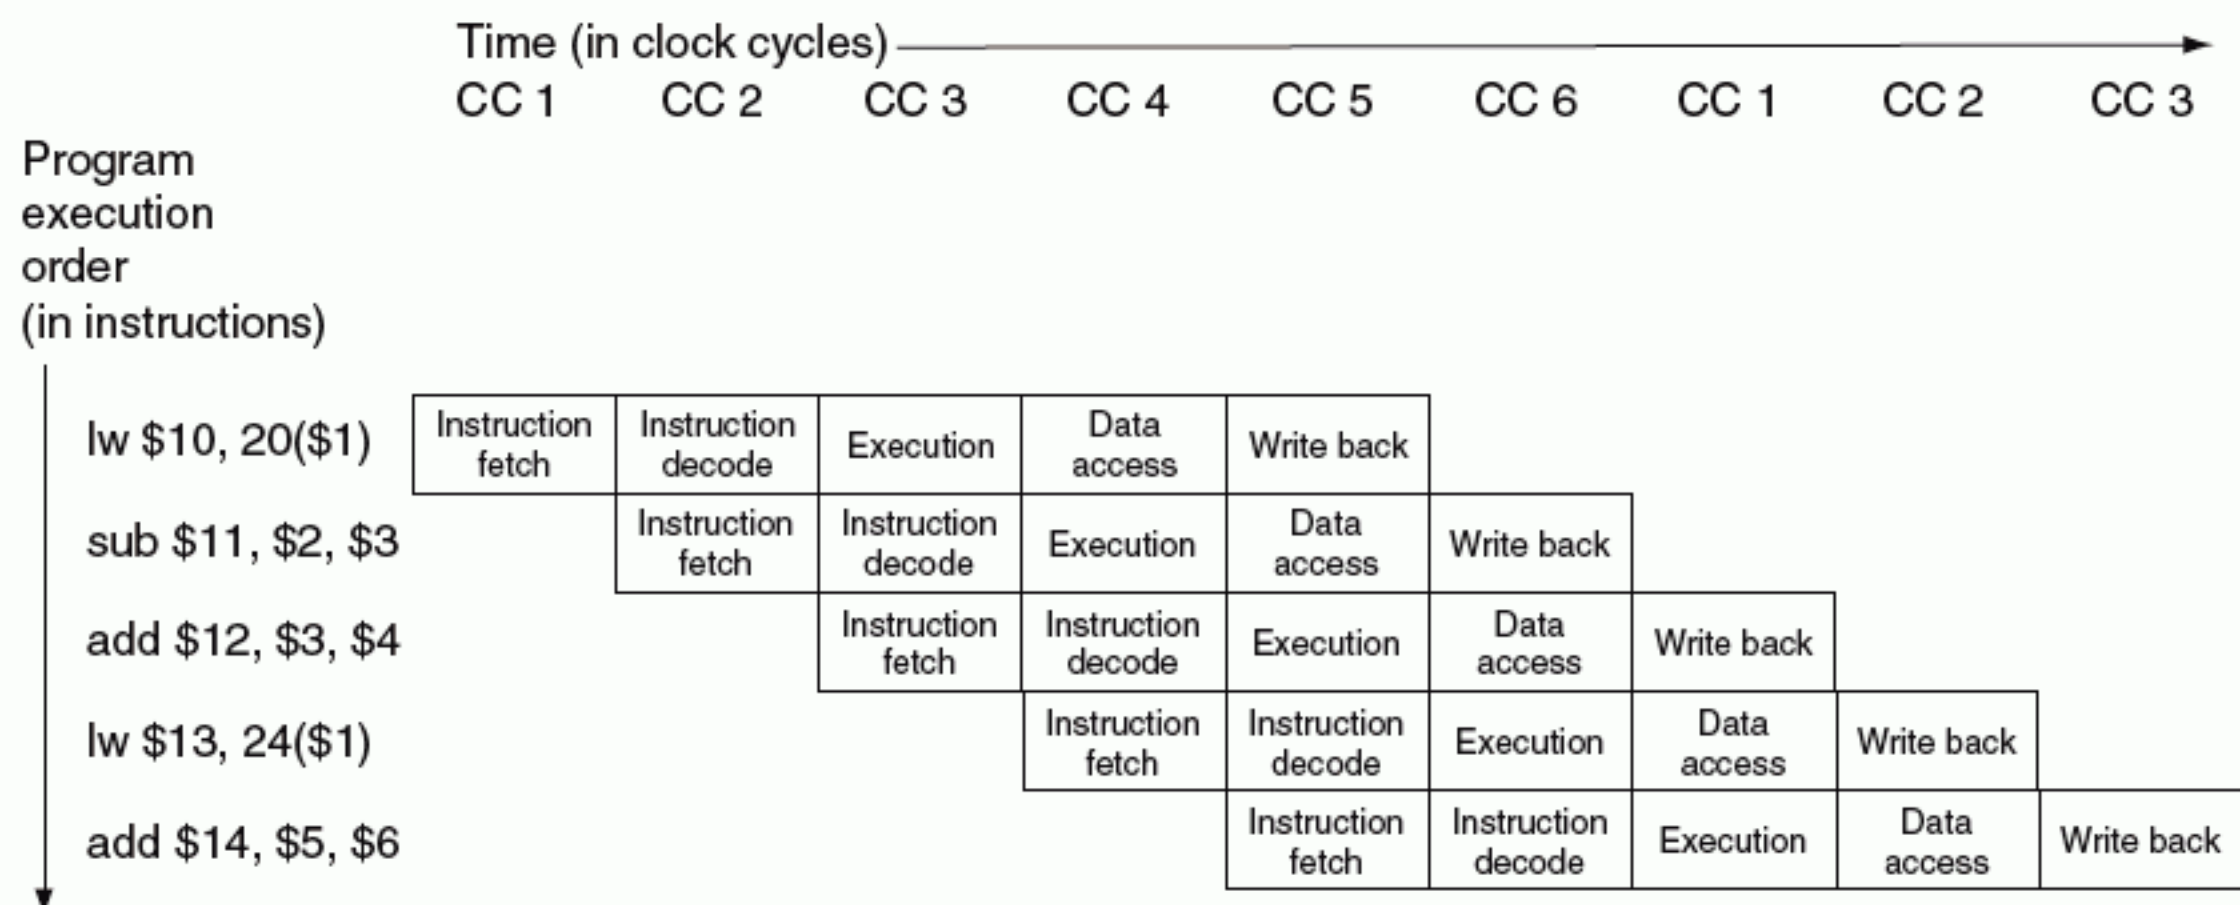 Time (in clock cycles)
CC 1 CC 2 CC 3 CC 4 CC 5 CC 6 CC 1 CC 2 CC 3
Program
execution
order
(in instructions)
lw $10, 20($1)
Instruction
fetch
Instruction
decode
Execution
Data
access
Write back
sub $11, $2, $3
Instruction
fetch
Instruction
decode
Execution
Data
access
Write back
add $12, $3, $4
Instruction
fetch
Instruction
decode
Execution
Data
access
Write back
lw $13, 24($1)
Instruction
fetch
Instruction
decode
Execution
Data
access
Write back
add $14, $5, $6
Instruction
fetch
Instruction
decode
Execution
Data
access
Write back